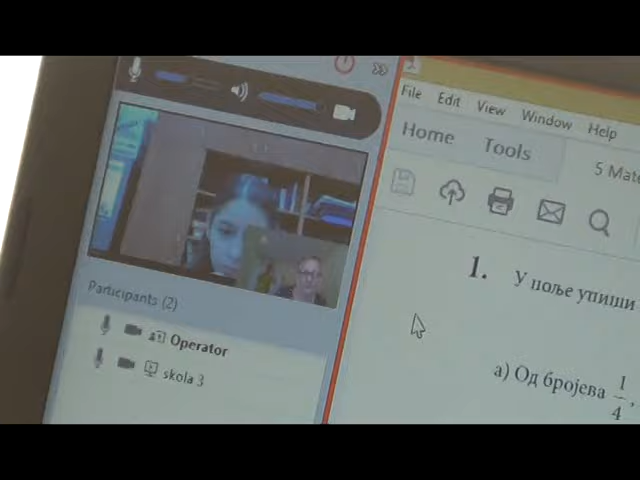 File Edit View Window Help
Home Tools
5 Mate
1. У поље упиши
а) Од бројева 1/4,
Participants (2)
Operator
skola 3